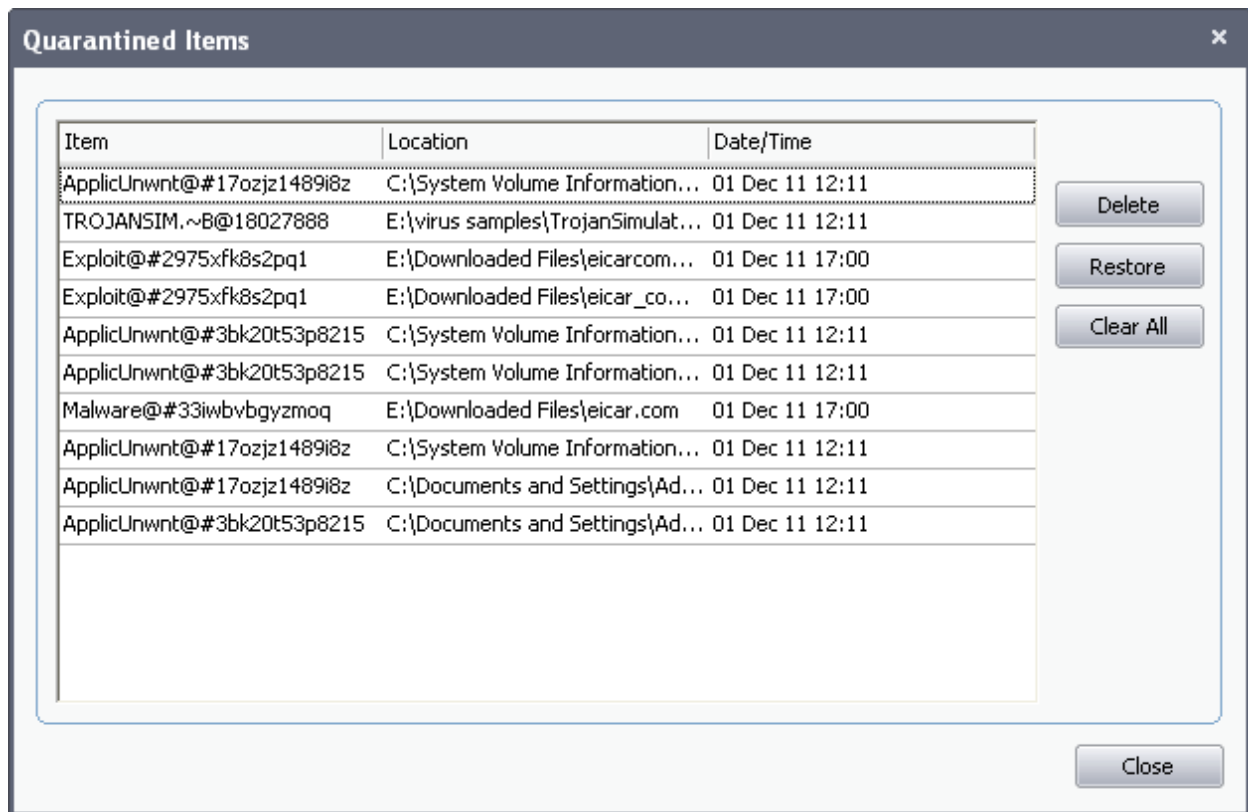 Quarantined Items
Item Location Date/Time
ApplicUnwnt@#17ozjz1489i8z C:\System Volume Information... 01 Dec 11 12:11
TROJANSIM.~B@18027888 E:\virus samples\TrojanSimulat... 01 Dec 11 12:11
Exploit@#2975xfk8s2pq1 E:\Downloaded Files\eicarcom... 01 Dec 11 17:00
Exploit@#2975xfk8s2pq1 E:\Downloaded Files\eicar_co... 01 Dec 11 17:00
ApplicUnwnt@#3bk20t53p8215 C:\System Volume Information... 01 Dec 11 12:11
ApplicUnwnt@#3bk20t53p8215 C:\System Volume Information... 01 Dec 11 12:11
Malware@#33iwbvbgyzmoq E:\Downloaded Files\eicar.com 01 Dec 11 17:00
ApplicUnwnt@#17ozjz1489i8z C:\System Volume Information... 01 Dec 11 12:11
ApplicUnwnt@#17ozjz1489i8z C:\Documents and Settings\Ad... 01 Dec 11 12:11
ApplicUnwnt@#3bk20t53p8215 C:\Documents and Settings\Ad... 01 Dec 11 12:11
Delete
Restore
Clear All
Close